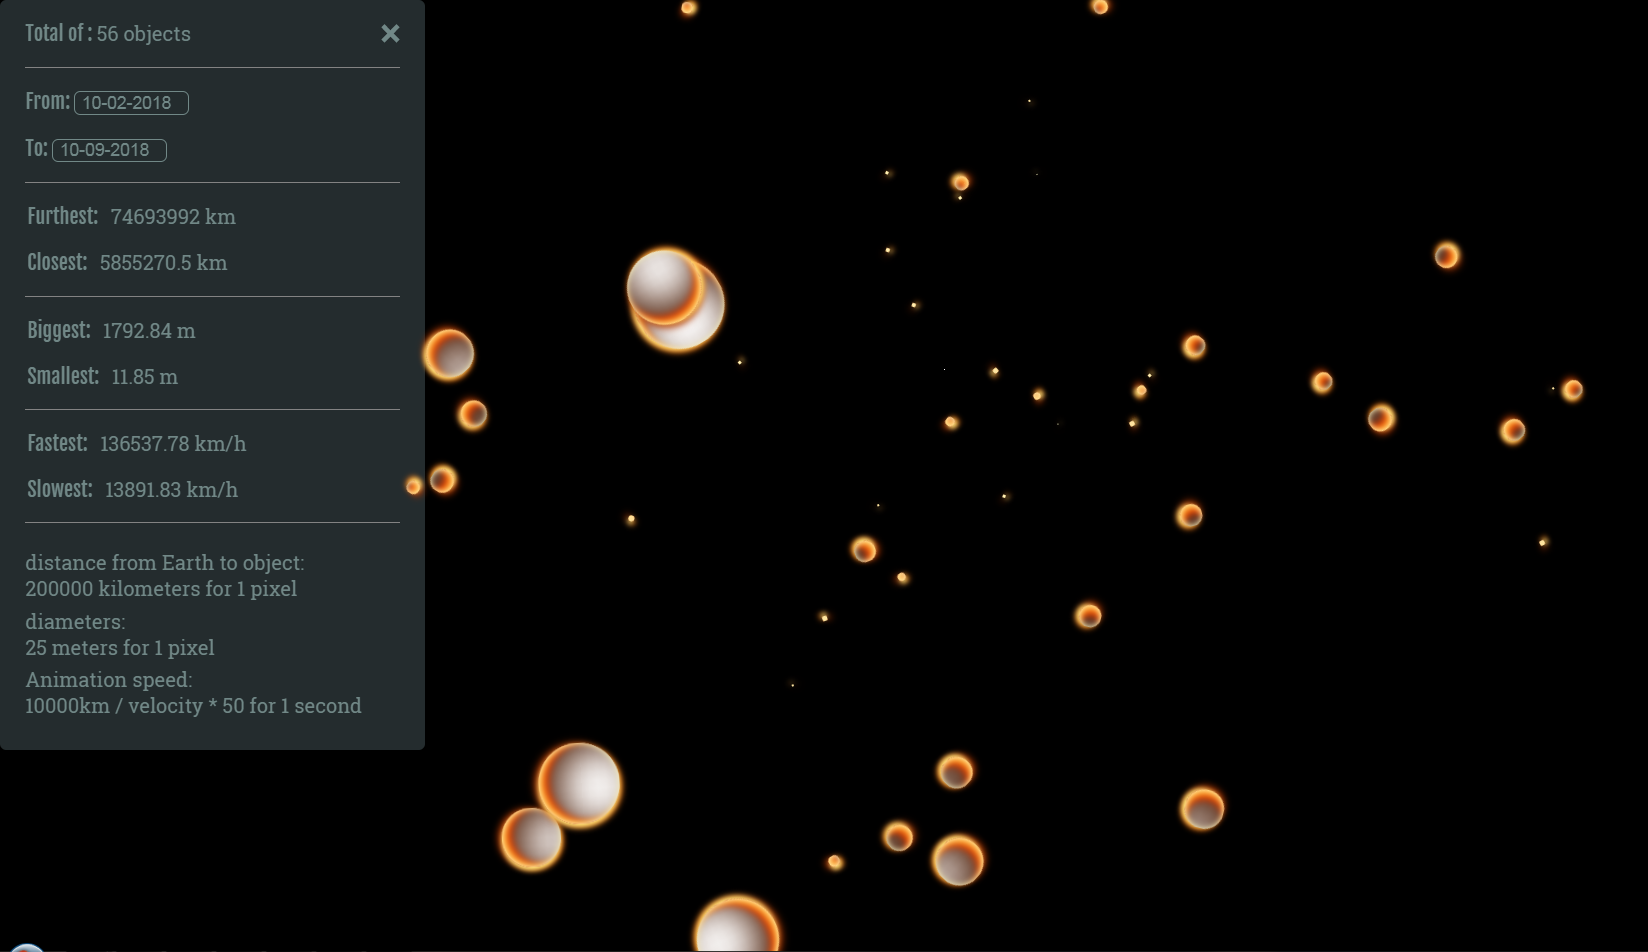 Total of : 56 objects
From: 10-02-2018
To: 10-09-2018
Furthest: 74693992 km
Closest: 5855270.5 km
Biggest: 1792.84 m
Smallest: 11.85 m
Fastest: 136537.78 km/h
Slowest: 13891.83 km/h
distance from Earth to object:
200000 kilometers for 1 pixel
diameters:
25 meters for 1 pixel
Animation speed:
10000km / velocity * 50 for 1 second